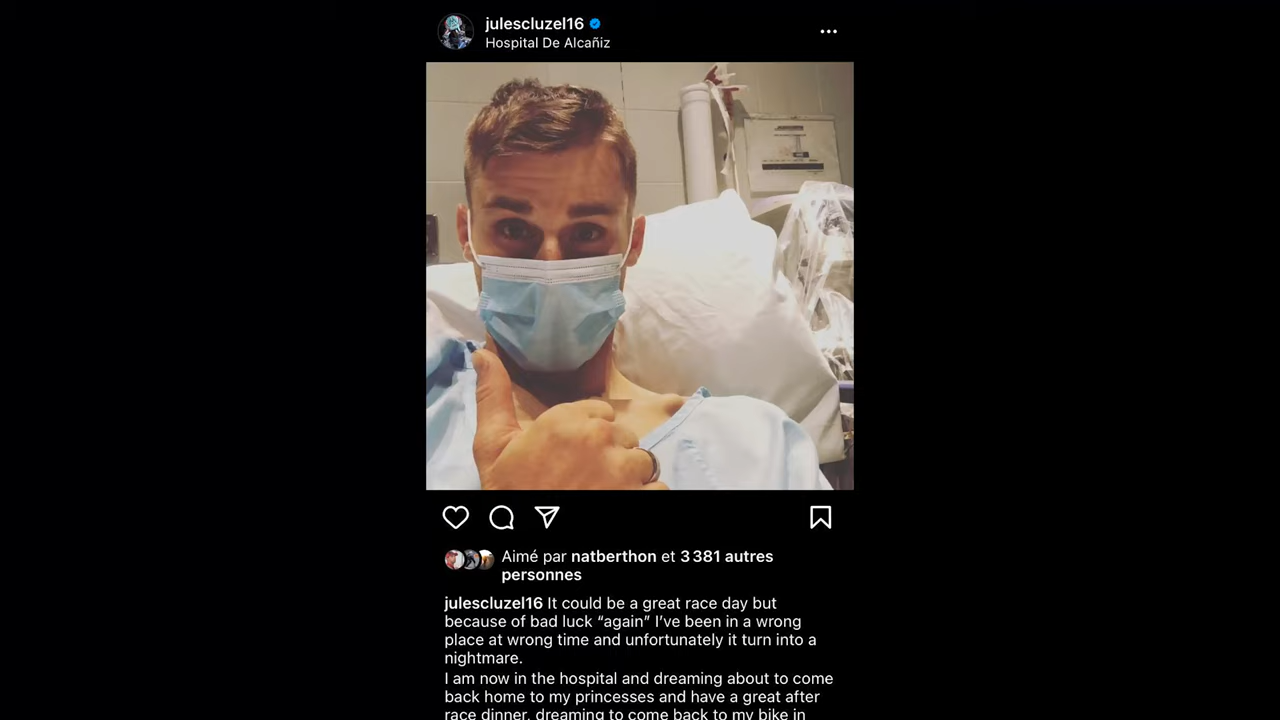 julescluzel16
Hospital De Alcañiz
Aimé par natberthon et 3 381 autres
personnes
julescluzel16 It could be a great race day but
because of bad luck “again” I’ve been in a wrong
place at wrong time and unfortunately it turn into a
nightmare.
I am now in the hospital and dreaming about to come
back home to my princesses and have a great after
race dinner, dreaming to come back to my bike in